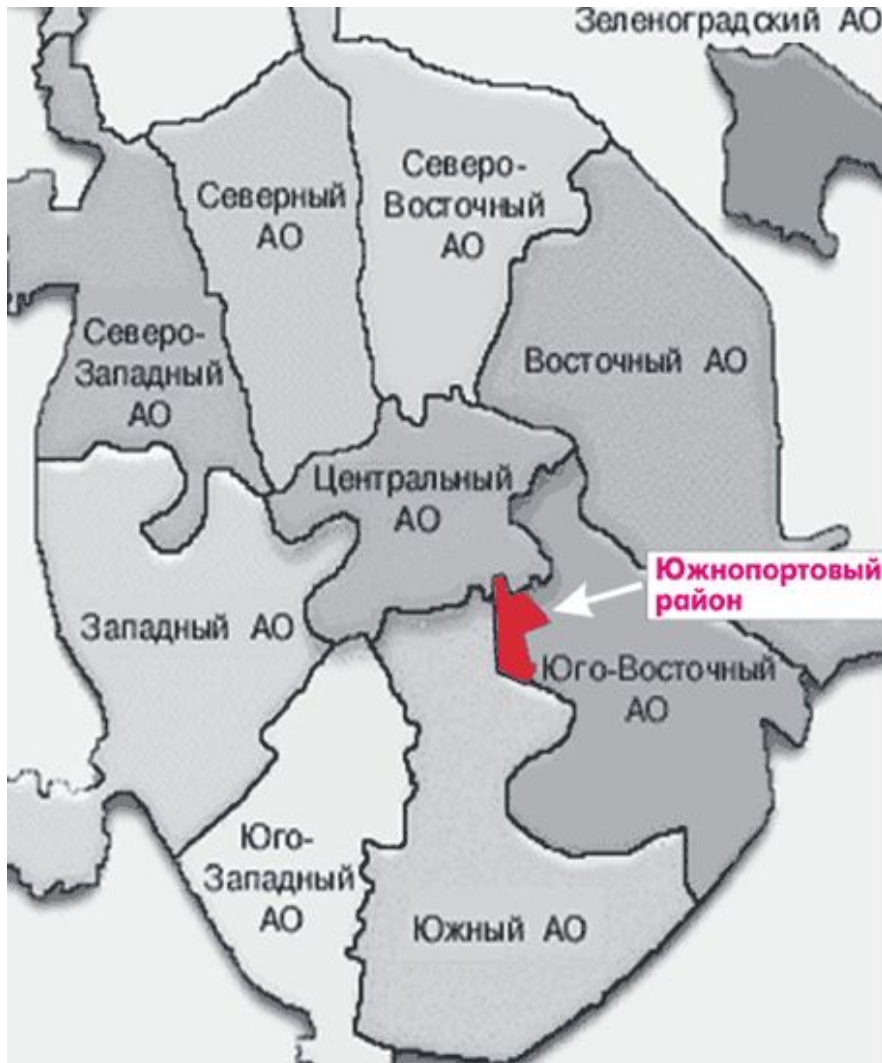 Зеленоградский АО
Северо-
Восточный
АО
Северный
АО
Северо-
Западный
АО
Восточный АО
Центральный
АО
Южнопортовый
район
Западный АО
Юго-Восточный
АО
Юго-
Западный
АО
Южный АО